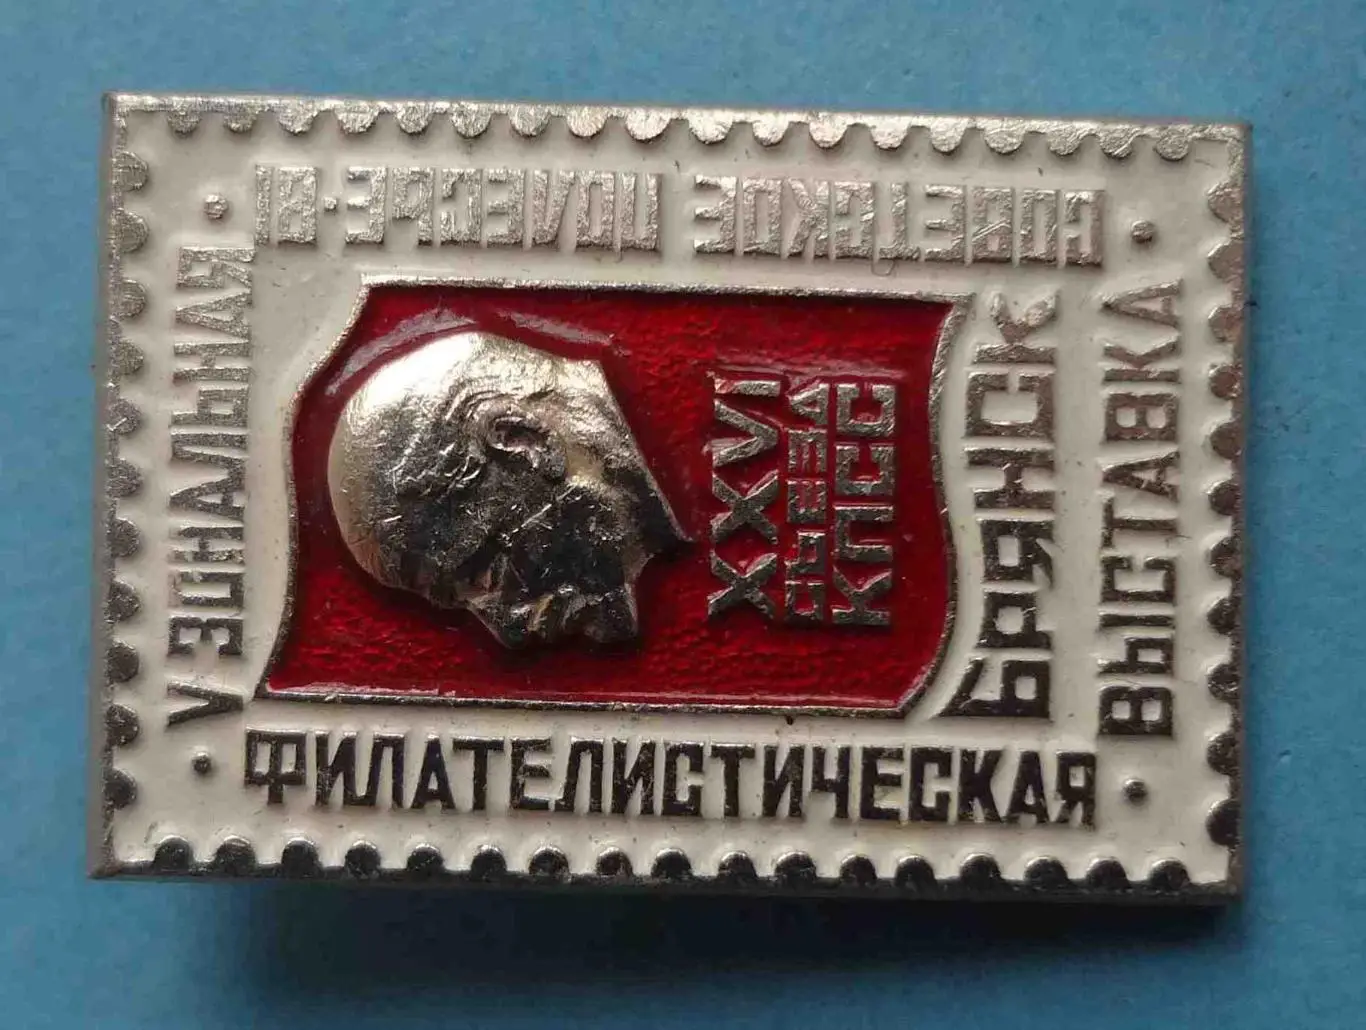 V ЗОНАЛЬНАЯ
ФИЛАТЕЛИСТИЧЕСКАЯ
ВЫСТАВКА
СОВЕТСКОЕ ПОЛЕСЬЕ-81
XXVI
СЪЕЗД
КПСС
БРЯНСК